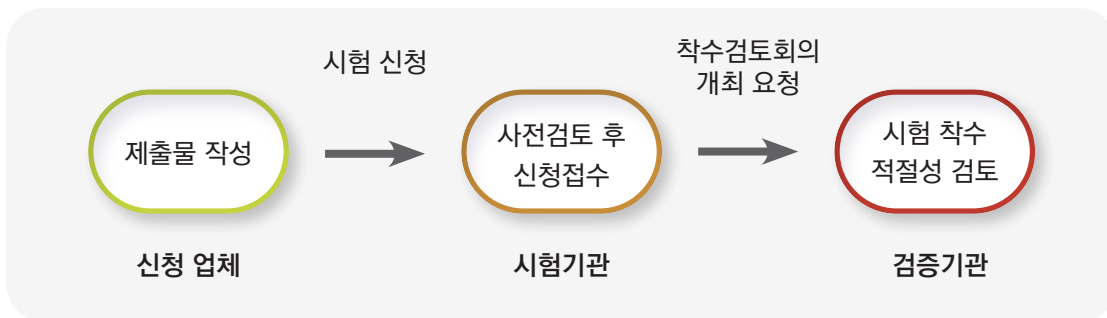 시험 신청
착수검토회의
개최 요청
제출물 작성
사전검토 후
신청접수
시험 착수
적절성 검토
신청 업체
시험기관
검증기관